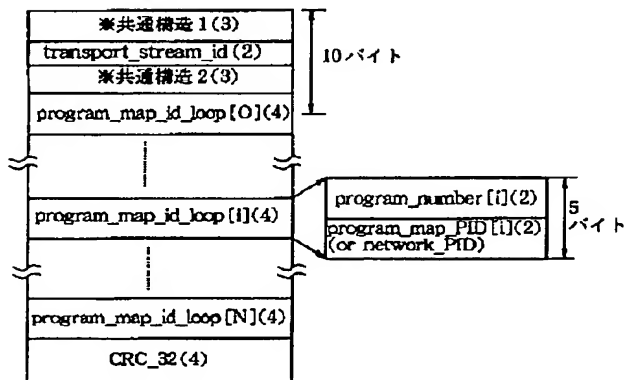 ※共通構造1(3)
transport_stream_id(2)
※共通構造2(3)
program_map_id_loop[0](4)
10バイト
program_map_id_loop[i](4)
program_number[i](2)
program_map_PID[i](2)
(or network_PID)
5
バイト
program_map_id_loop[N](4)
CRC_32(4)